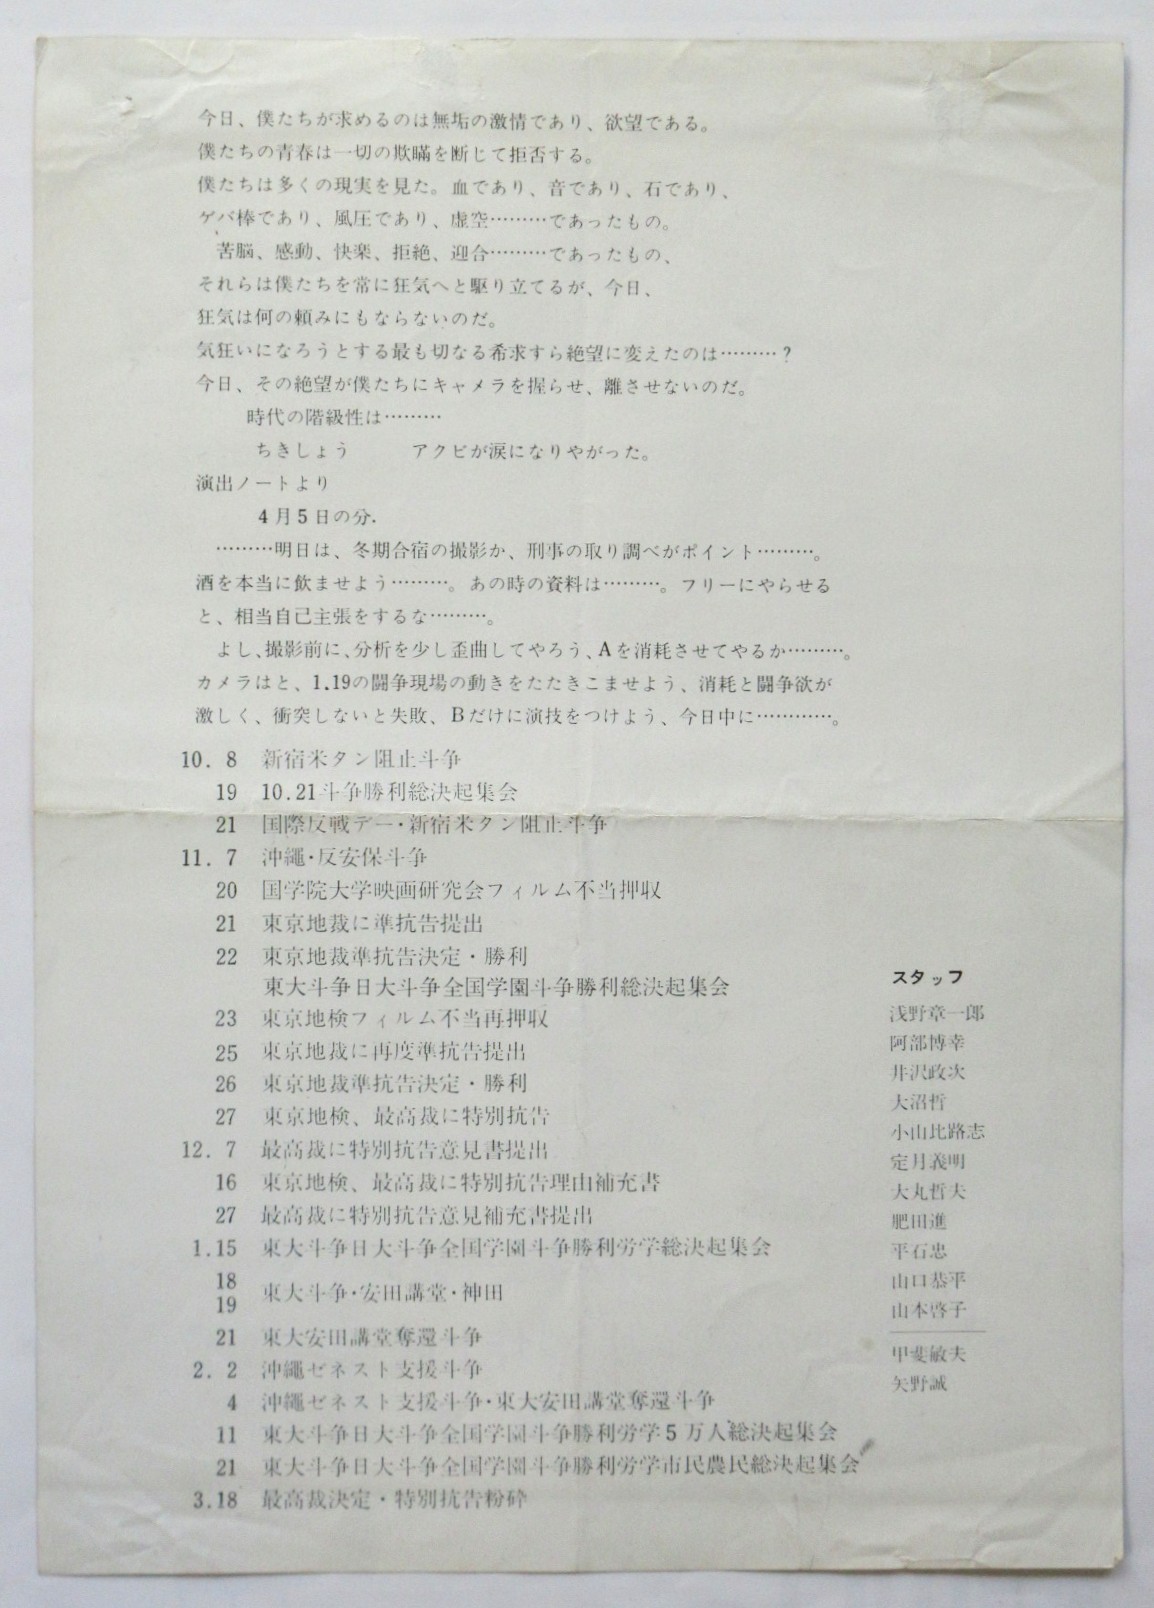 今日、僕たちが求めるのは無垢の激情であり、欲望である。
僕たちの青春は一切の欺瞞を断じて拒否する。
僕たちは多くの現実を見た。血であり、音であり、石であり、
ゲバ棒であり、風圧であり、虚空………であったもの。
苦脳、感動、快楽、拒絶、迎合………であったもの、
それらは僕たちを常に狂気へと駆り立てるが、今日、
狂気は何の頼みにもならないのだ。
気狂いになろうとする最も切なる希求すら絶望に変えたのは………？
今日、その絶望が僕たちにキャメラを握らせ、離させないのだ。
時代の階級性は………
ちきしょう　　　アクビが涙になりやがった。
演出ノートより
4月5日の分.
………明日は、冬期合宿の撮影か、刑事の取り調べがポイント………。
酒を本当に飲ませよう………。あの時の資料は………。フリーにやらせる
と、相当自己主張をするな………。
よし、撮影前に、分析を少し歪曲してやろう、Aを消耗させてやるか………。
カメラはと、1.19の闘争現場の動きをたたきこませよう、消耗と闘争欲が
激しく、衝突しないと失敗、Bだけに演技をつけよう、今日中に…………。
10. 8　新宿米タン阻止斗争
19　10.21斗争勝利総決起集会
21　国際反戦デー・新宿米タン阻止斗争
11. 7　沖縄・反安保斗争
20　国学院大学映画研究会フィルム不当押収
21　東京地裁に準抗告提出
22　東京地裁準抗告決定・勝利
東大斗争日大斗争全国学園斗争勝利総決起集会
23　東京地検フィルム不当再押収
25　東京地裁に再度準抗告提出
26　東京地裁準抗告決定・勝利
27　東京地検、最高裁に特別抗告
12. 7　最高裁に特別抗告意見書提出
16　東京地検、最高裁に特別抗告理由補充書
27　最高裁に特別抗告意見補充書提出
1.15　東大斗争日大斗争全国学園斗争勝利労学総決起集会
18
19　東大斗争・安田講堂・神田
21　東大安田講堂奪還斗争
2. 2　沖縄ゼネスト支援斗争
4　沖縄ゼネスト支援斗争・東大安田講堂奪還斗争
11　東大斗争日大斗争全国学園斗争勝利労学5万人総決起集会
21　東大斗争日大斗争全国学園斗争勝利労学市民農民総決起集会
3.18　最高裁決定・特別抗告粉砕
スタッフ
浅野章一郎
阿部博幸
井沢政次
大沼哲
小山比路志
定月義明
大丸哲夫
肥田進
平石忠
山口恭平
山本啓子
甲斐敏夫
矢野誠